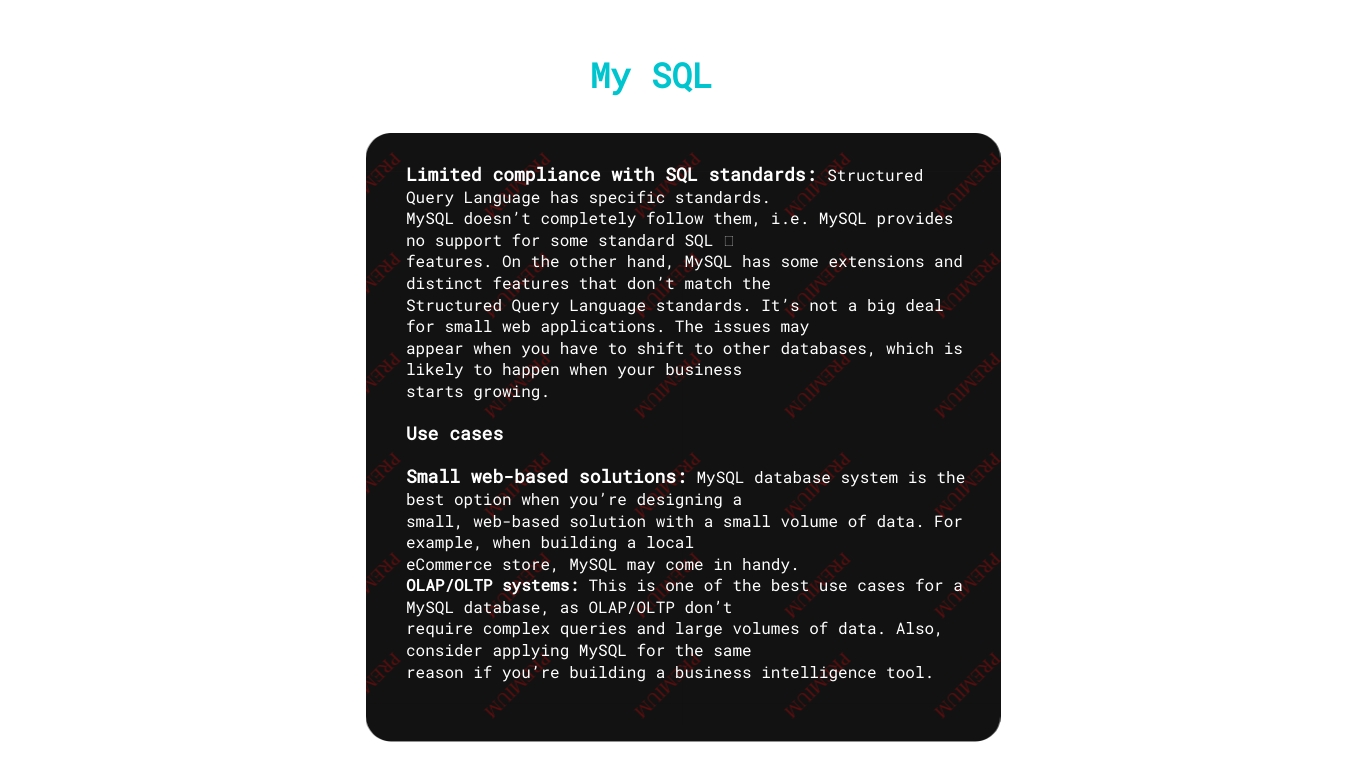 My SQL
Limited compliance with SQL standards: Structured
Query Language has specific standards.
MySQL doesn’t completely follow them, i.e. MySQL provides
no support for some standard SQL 
features. On the other hand, MySQL has some extensions and
distinct features that don’t match the
Structured Query Language standards. It’s not a big deal
for small web applications. The issues may
appear when you have to shift to other databases, which is
likely to happen when your business
starts growing.
Use cases
Small web-based solutions: MySQL database system is the
best option when you’re designing a
small, web-based solution with a small volume of data. For
example, when building a local
eCommerce store, MySQL may come in handy.
OLAP/OLTP systems: This is one of the best use cases for a
MySQL database, as OLAP/OLTP don’t
require complex queries and large volumes of data. Also,
consider applying MySQL for the same
reason if you’re building a business intelligence tool.
PREMIUM